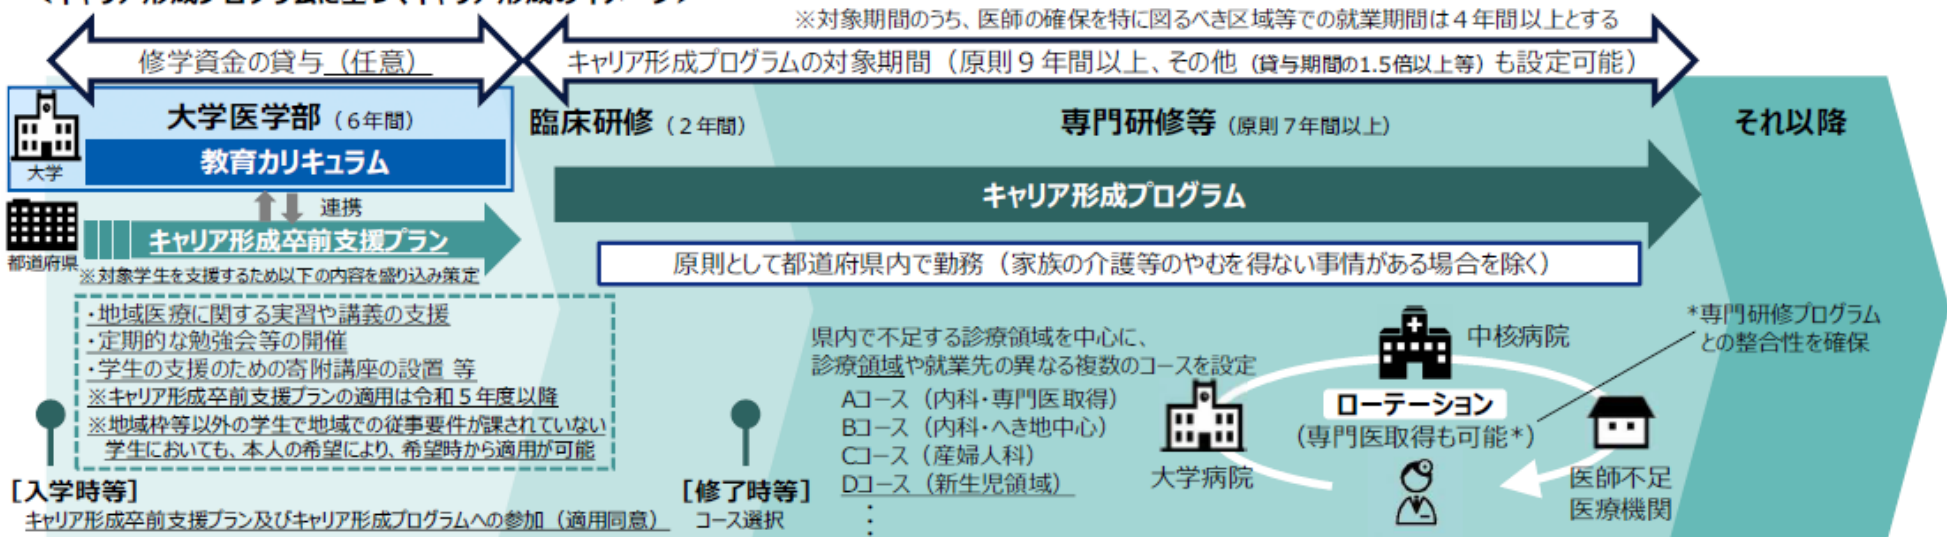 ※対象期間のうち、医師の確保を特に図るべき区域等での就業期間は４年間以上とする
修学資金の貸与（任意）
キャリア形成プログラムの対象期間（原則９年間以上、その他（貸与期間の1.5倍以上等）も設定可能）
大学医学部（6年間）
教育カリキュラム
大学
臨床研修（２年間）
専門研修等（原則７年間以上）
それ以降
連携
キャリア形成プログラム
都道府県
キャリア形成卒前支援プラン
※対象学生を支援するため以下の内容を盛り込み策定
原則として都道府県内で勤務（家族の介護等のやむを得ない事情がある場合を除く）
・地域医療に関する実習や講義の支援
・定期的な勉強会等の開催
・学生の支援のための寄附講座の設置 等
※キャリア形成卒前支援プランの適用は令和５年度以降
※地域枠等以外の学生で地域での従事要件が課されていない
学生においても、本人の希望により、希望時から適用が可能
［入学時等］
キャリア形成卒前支援プラン及びキャリア形成プログラムへの参加（適用同意）
［修了時等］
コース選択
県内で不足する診療領域を中心に、
診療領域や就業先の異なる複数のコースを設定
Aコース（内科・専門医取得）
Bコース（内科・へき地中心）
Cコース（産婦人科）
Dコース（新生児領域）
：
中核病院
*専門研修プログラム
との整合性を確保
ローテーション
（専門医取得も可能*）
大学病院
医師不足
医療機関